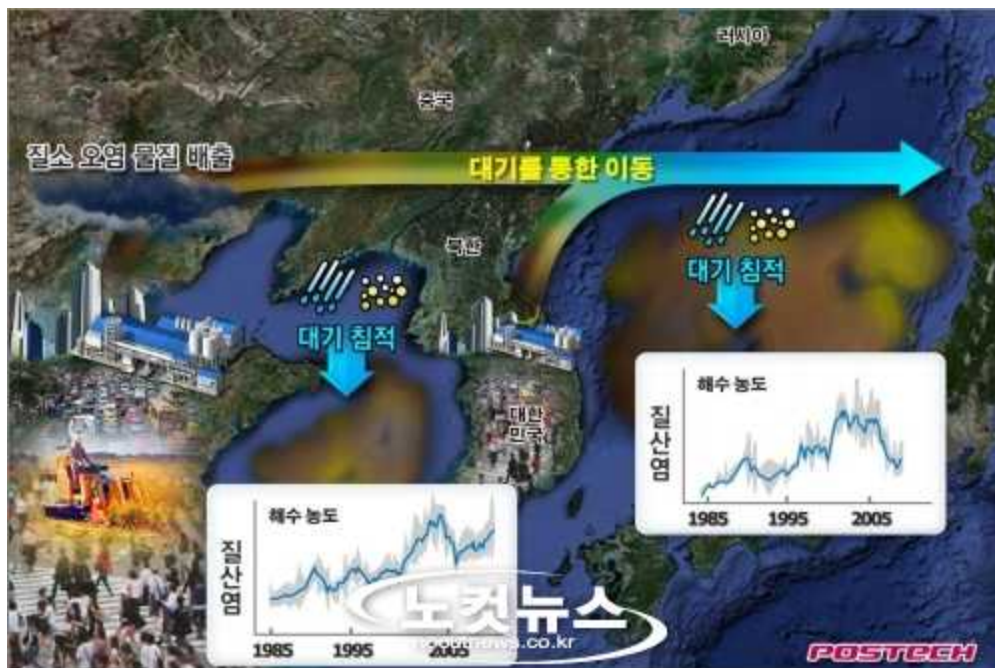 러시아
중국
질소 오염 물질 배출
대기를 통한 이동
북한
대기 침적
대기 침적
대한
민국
해수 농도
질산염
1985 1995 2005
해수 농도
질산염
1985 1995 2005
노컷뉴스
nocutnews.co.kr
POSTECH